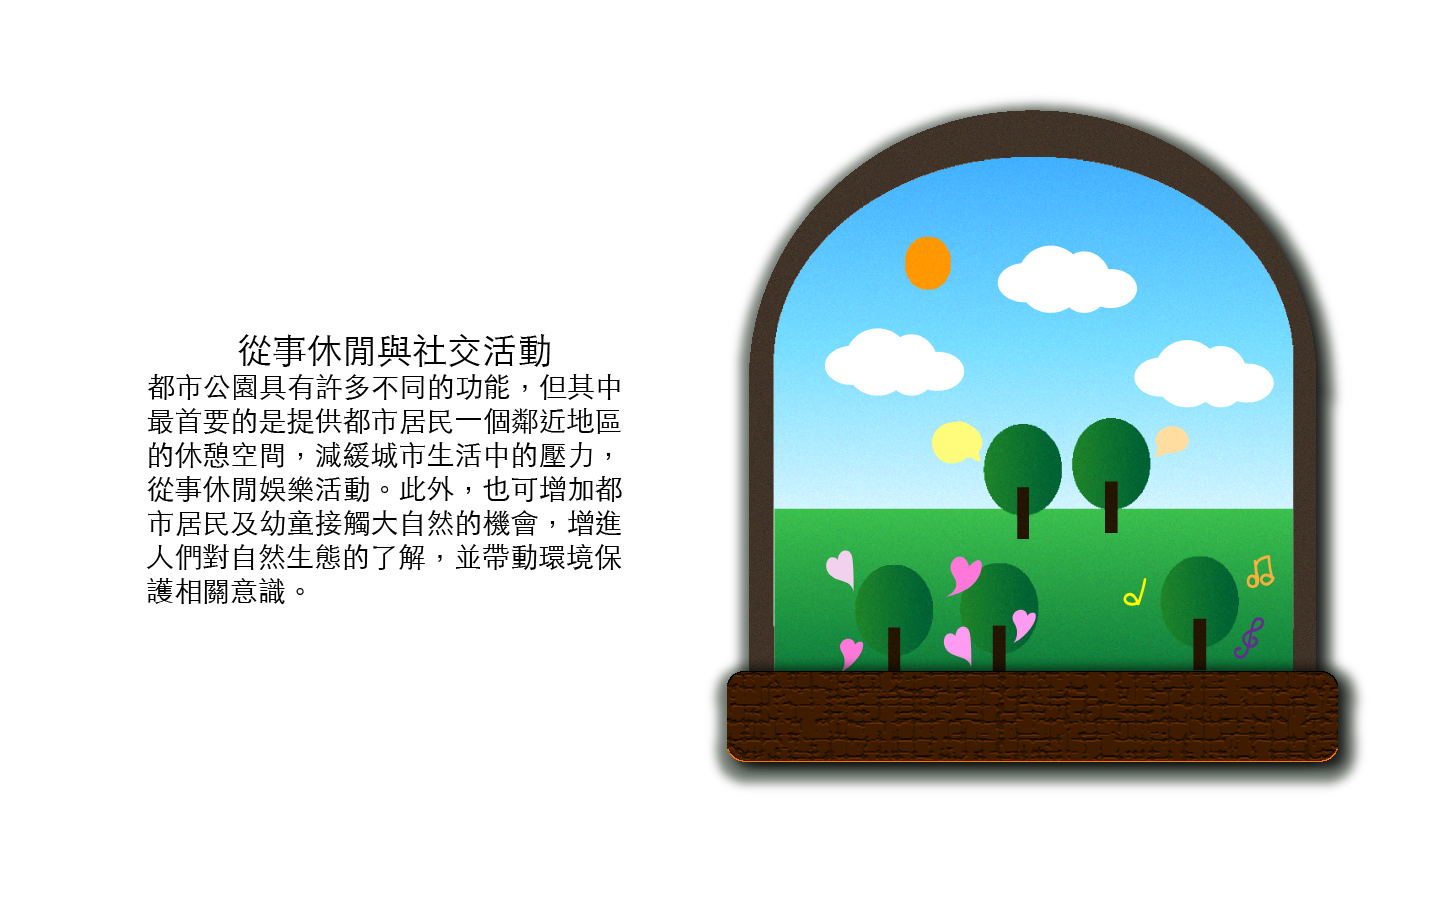 從事休閒與社交活動
都市公園具有許多不同的功能，但其中
最首要的是提供都市居民一個鄰近地區
的休憩空間，減緩城市生活中的壓力，
從事休閒娛樂活動。此外，也可增加都
市居民及幼童接觸大自然的機會，增進
人們對自然生態的了解，並帶動環境保
護相關意識。